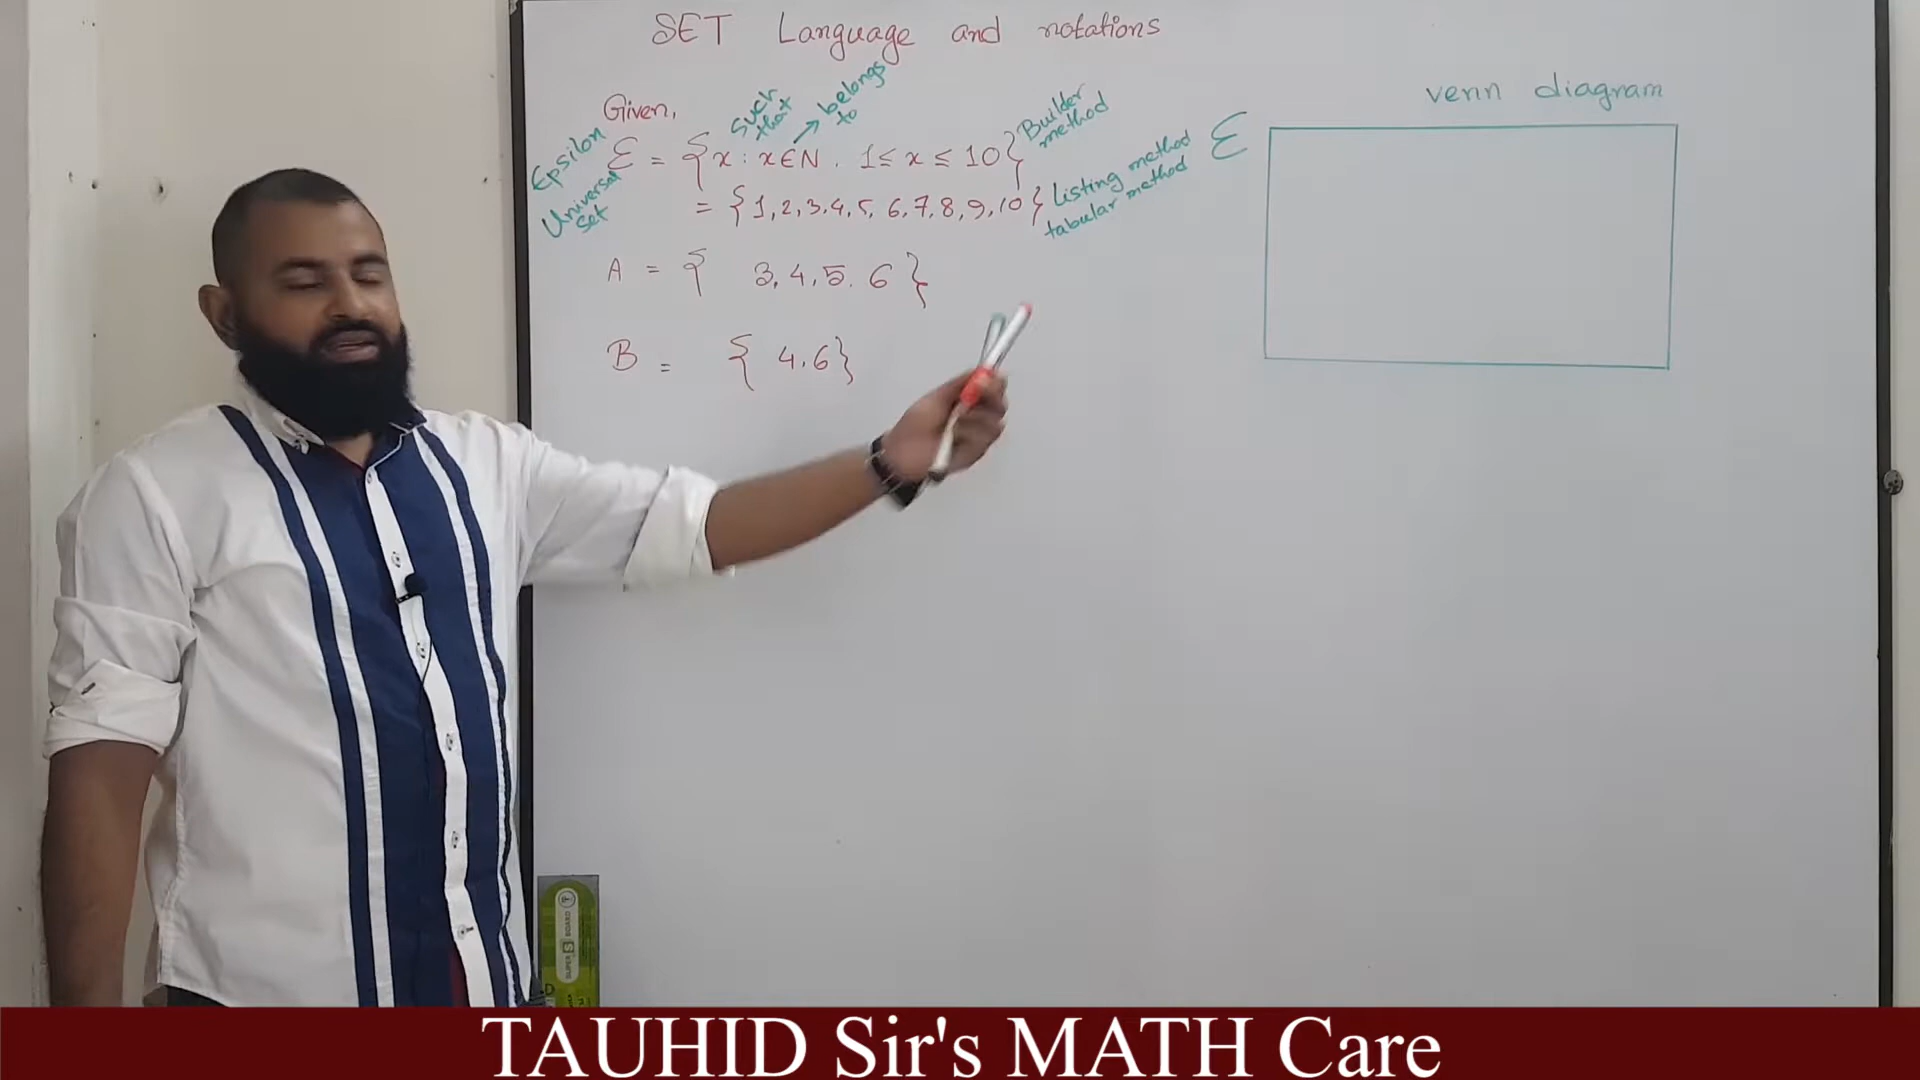 SET Language and notations
Given,
Such that
belongs to
Builder method
Epsilon
Universal set
ℰ = {x : x∈N . 1 ≤ x ≤ 10}
= {1,2,3,4,5, 6,7,8,9,10}
Listing method
tabular method
A = { 3,4,5. 6}
B = { 4,6}
venn diagram
ℰ
SUPER S BOARD
TAUHID Sir's MATH Care